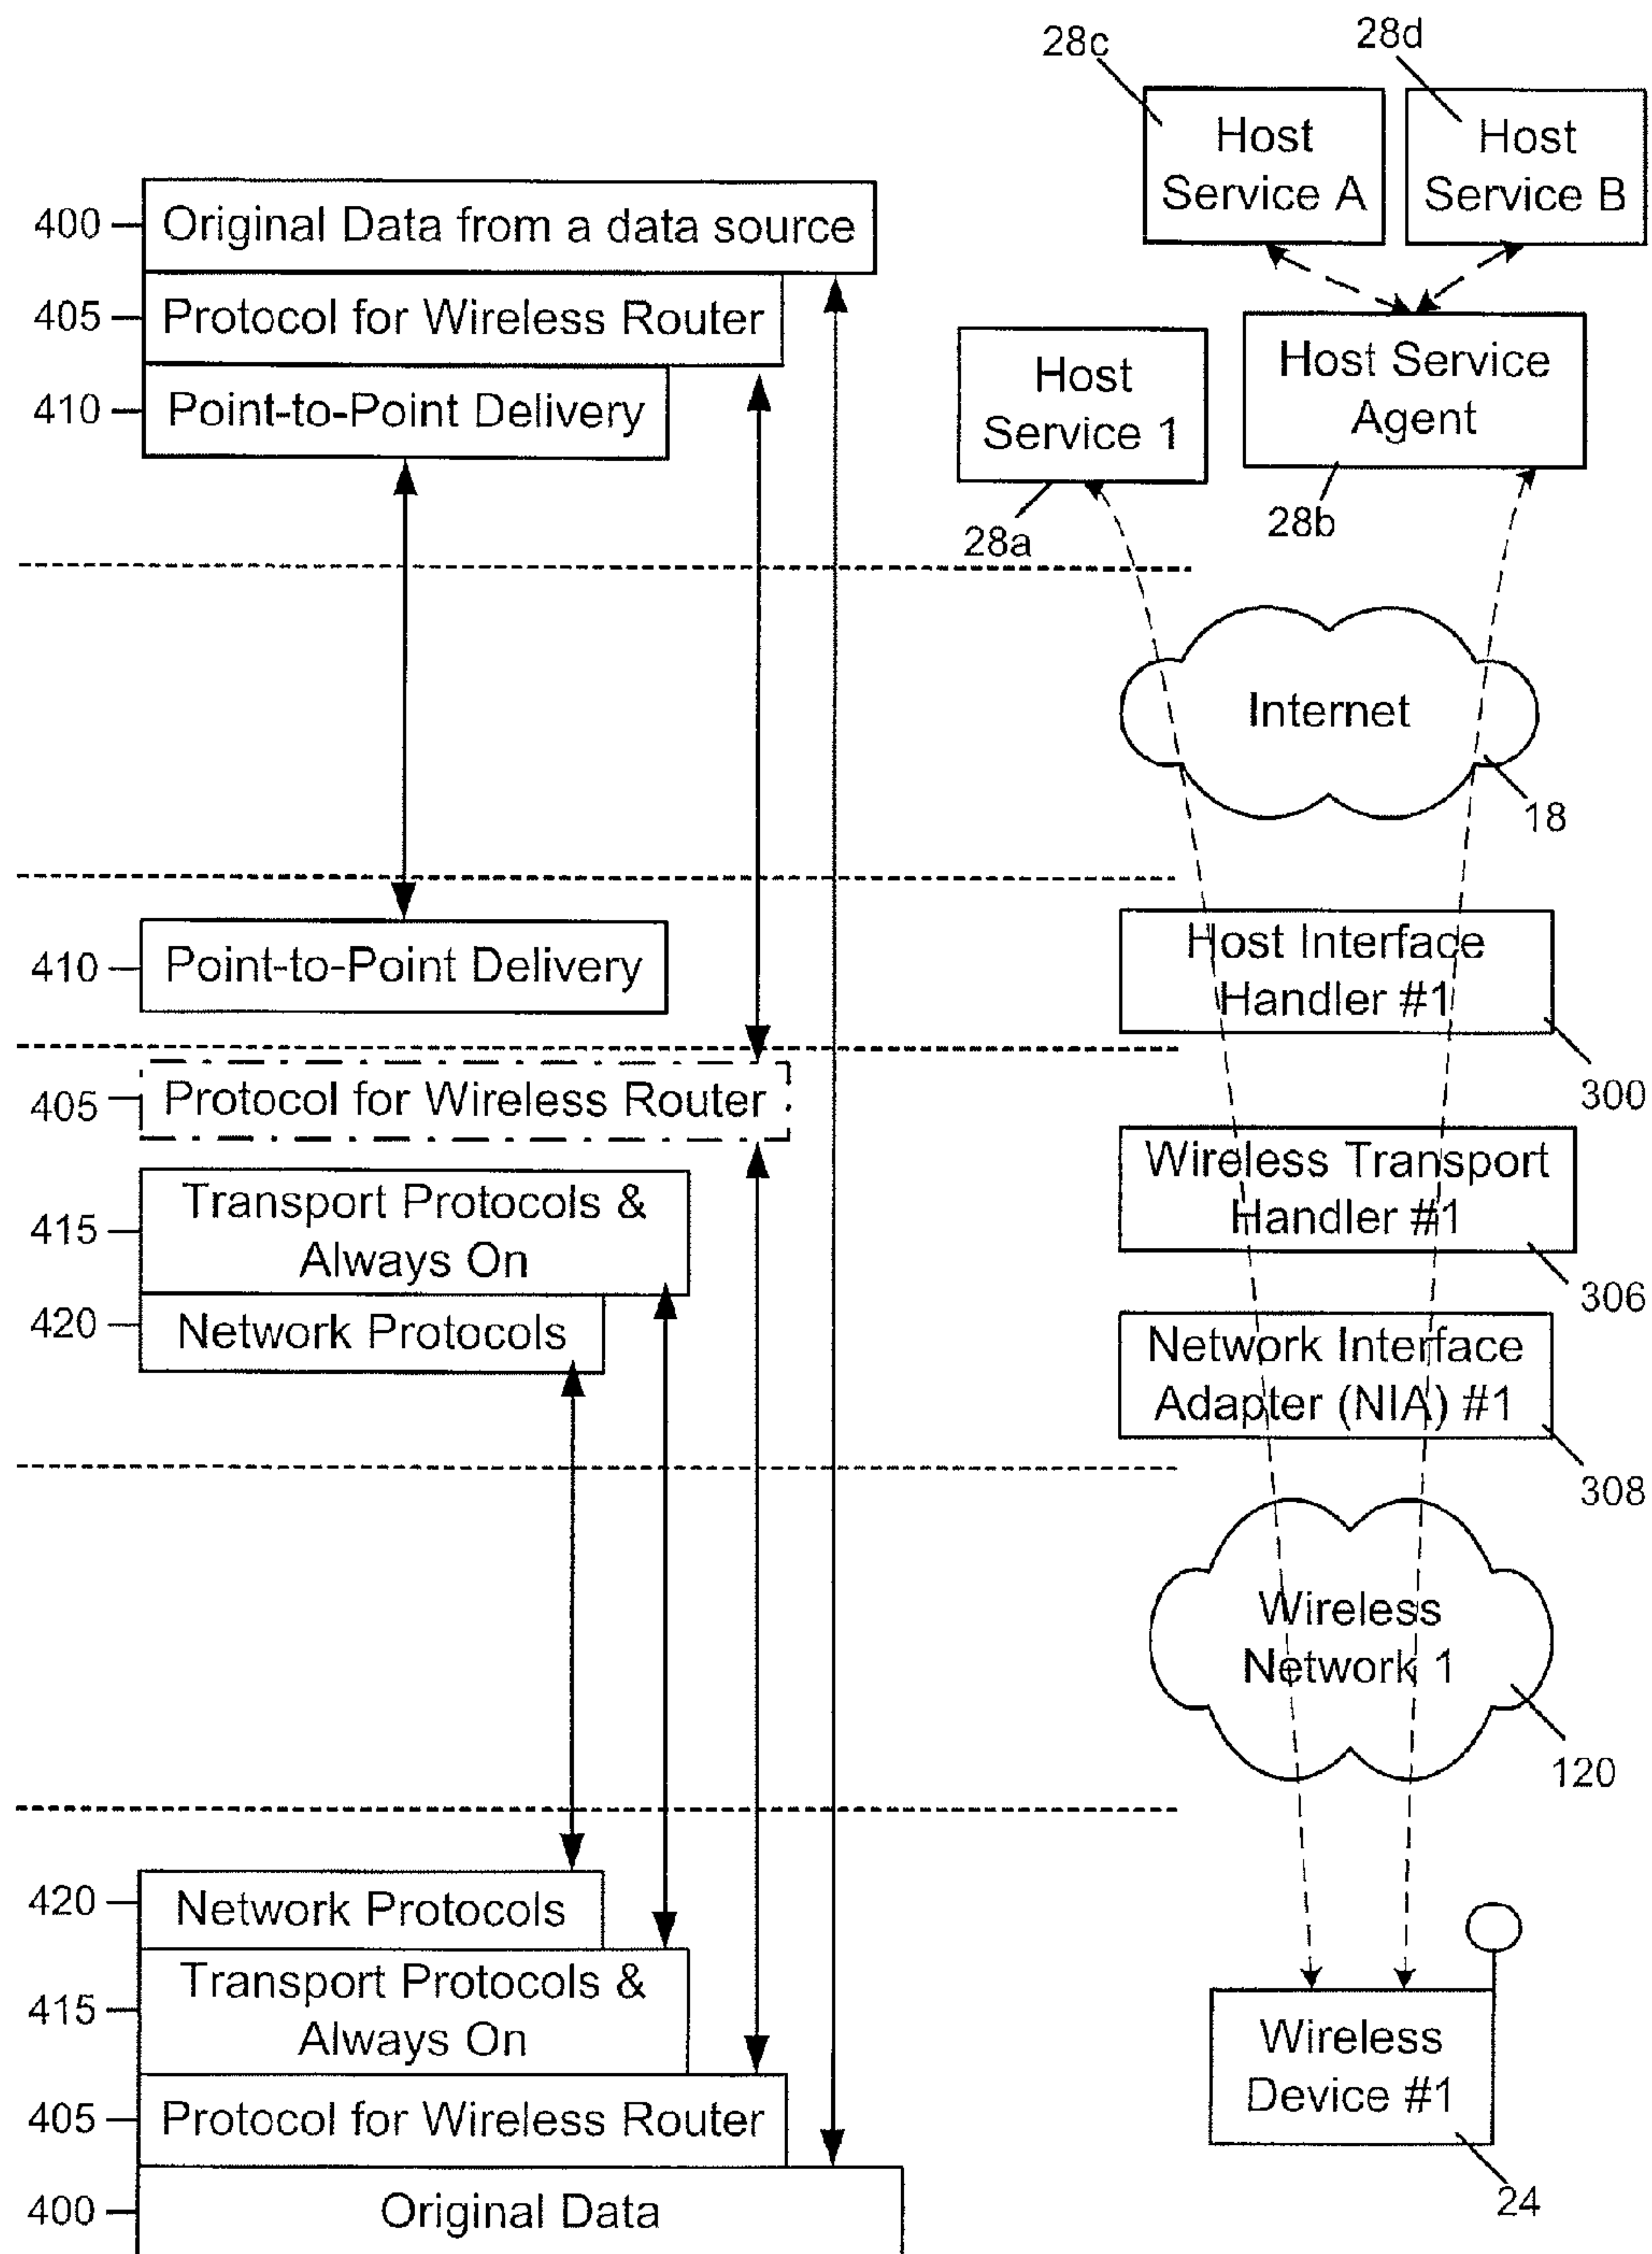 28c
28d
Host
Service A
Host
Service B
400
Original Data from a data source
405
Protocol for Wireless Router
410
Point-to-Point Delivery
Host
Service 1
Host Service
Agent
28a
28b
Internet
18
410
Point-to-Point Delivery
Host Interface
Handler #1
300
405
Protocol for Wireless Router
415
Transport Protocols &
Always On
Wireless Transport
Handler #1
306
420
Network Protocols
Network Interface
Adapter (NIA) #1
308
Wireless
Network 1
120
420
Network Protocols
415
Transport Protocols &
Always On
405
Protocol for Wireless Router
400
Original Data
Wireless
Device #1
24